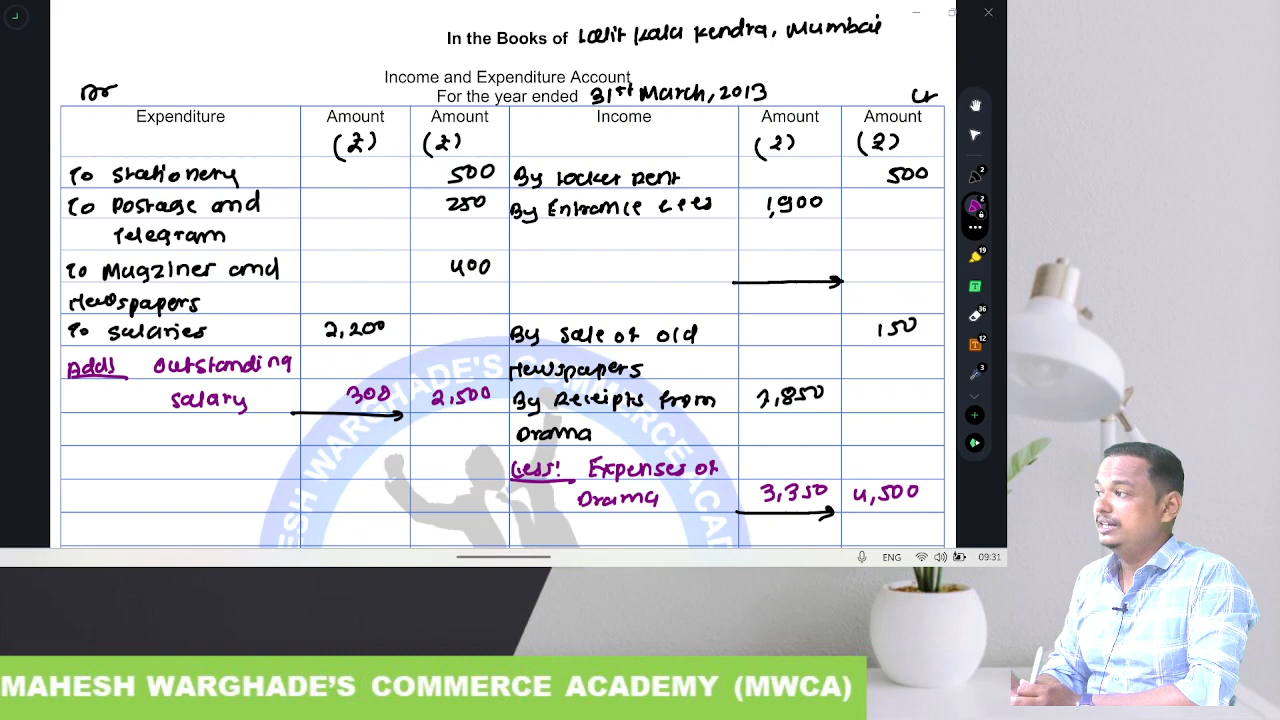 In the Books of Lalit Kala Kendra, Mumbai
Income and Expenditure Account
For the year ended 31st March, 2013
Dr Cr
Expenditure Amount Amount Income Amount Amount
(₹) (₹) (₹) (₹)
To Stationery 500 By Locker Rent 500
To Postage and 250 By Entrance Fees 1,900
Telegram
To Magzines and 400
Newspapers
To Salaries 2,200 By Sale of old 150
Add: Outstanding Newspapers
Salary 300 2,500 By Receipts from 7,850
Drama
Less: Expenses of
Drama 3,350 4,500
ENG 09:31
MAHESH WARGHADE'S COMMERCE ACADEMY (MWCA)